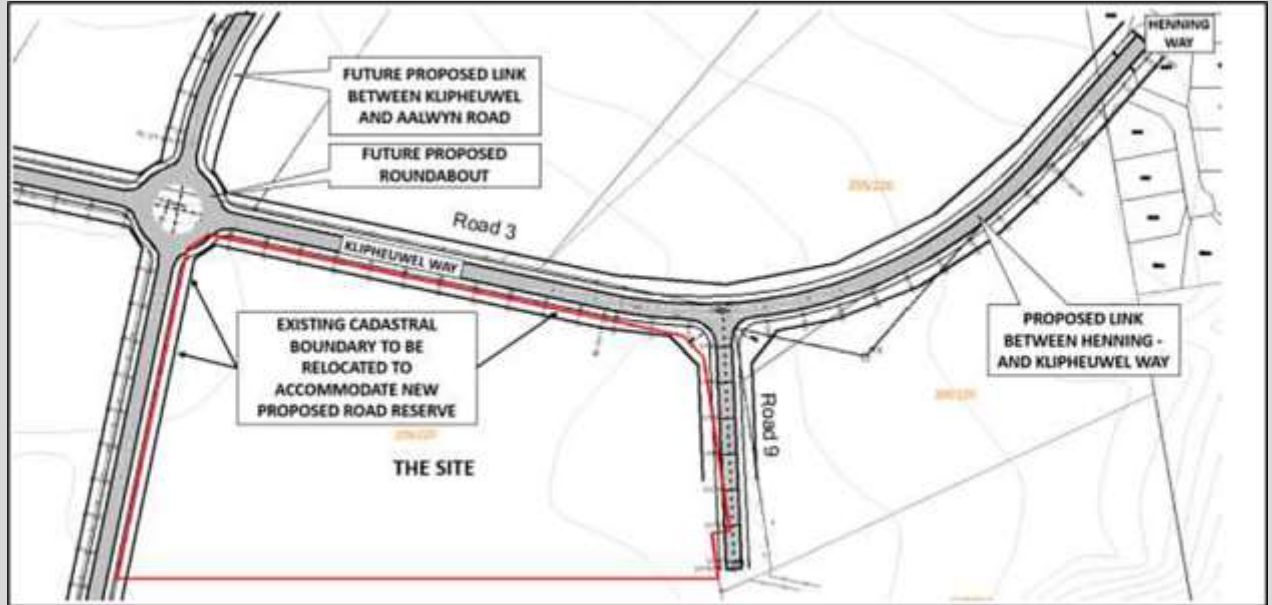 HENNING
WAY
FUTURE PROPOSED LINK
BETWEEN KLIPHEUWEL
AND AALWYN ROAD
FUTURE PROPOSED
ROUNDABOUT
Road 3
KLIPHEUWEL WAY
EXISTING CADASTRAL
BOUNDARY TO BE
RELOCATED TO
ACCOMMODATE NEW
PROPOSED ROAD RESERVE
PROPOSED LINK
BETWEEN HENNING -
AND KLIPHEUWEL WAY
Road 9
THE SITE